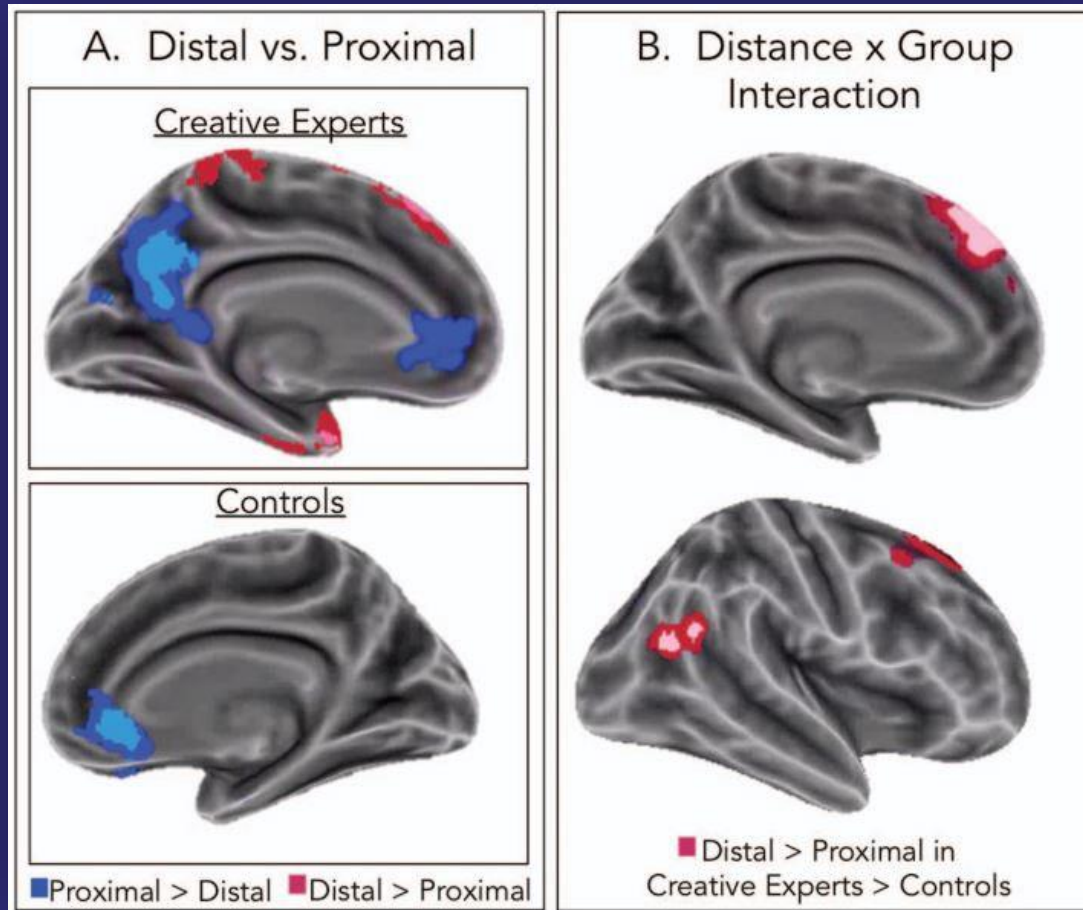 A. Distal vs. Proximal
Creative Experts
Controls
Proximal > Distal Distal > Proximal
B. Distance x Group
Interaction
Distal > Proximal in
Creative Experts > Controls